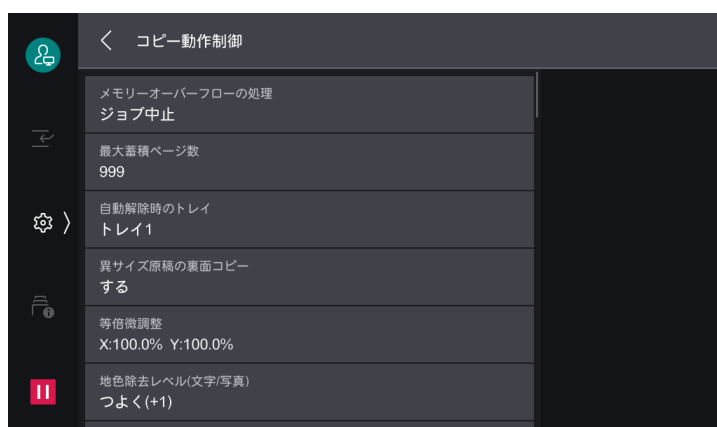 コピー動作制御
メモリーオーバーフローの処理
ジョブ中止
最大蓄積ページ数
999
自動解除時のトレイ
トレイ1
異サイズ原稿の裏面コピー
する
等倍微調整
X:100.0% Y:100.0%
地色除去レベル(文字/写真)
つよく(+1)